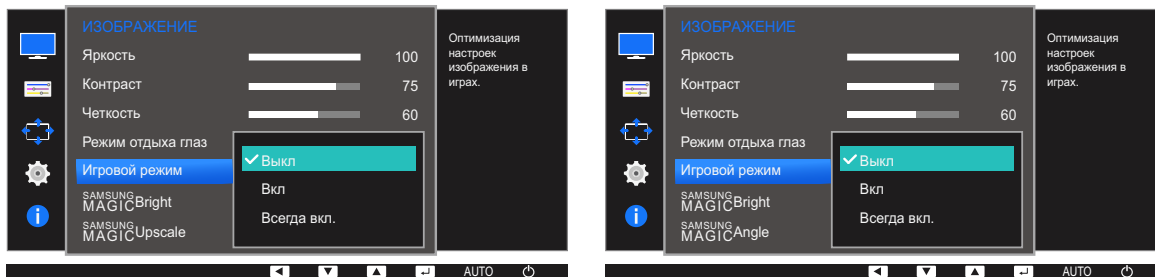 ИЗОБРАЖЕНИЕ
Яркость 100
Контраст 75
Четкость 60
Режим отдыха глаз
Игровой режим
SAMSUNG
MAGICBright
SAMSUNG
MAGICUpscale
Выкл
Вкл
Всегда вкл.
Оптимизация
настроек
изображения в
играх.
AUTO
ИЗОБРАЖЕНИЕ
Яркость 100
Контраст 75
Четкость 60
Режим отдыха глаз
Игровой режим
SAMSUNG
MAGICBright
SAMSUNG
MAGICAngle
Выкл
Вкл
Всегда вкл.
Оптимизация
настроек
изображения в
играх.
AUTO